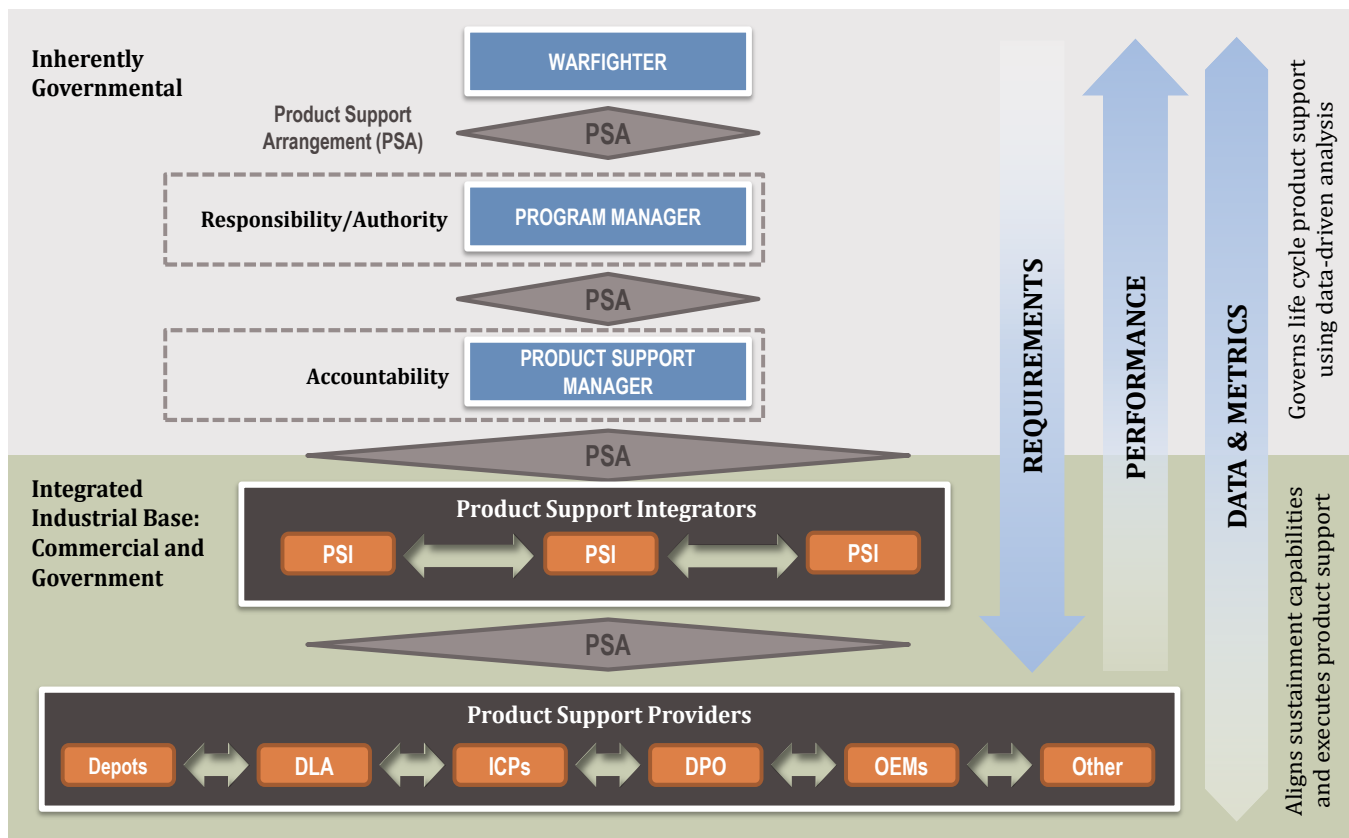 Inherently
Governmental
WARFIGHTER
Product Support
Arrangement (PSA)
PSA
Responsibility/Authority
PROGRAM MANAGER
PSA
Accountability
PRODUCT SUPPORT
MANAGER
PSA
Integrated
Industrial Base:
Commercial and
Government
Product Support Integrators
PSI
PSI
PSI
PSA
Product Support Providers
Depots
DLA
ICPs
DPO
OEMs
Other
REQUIREMENTS
PERFORMANCE
DATA & METRICS
Governs life cycle product support
using data-driven analysis
Aligns sustainment capabilities
and executes product support